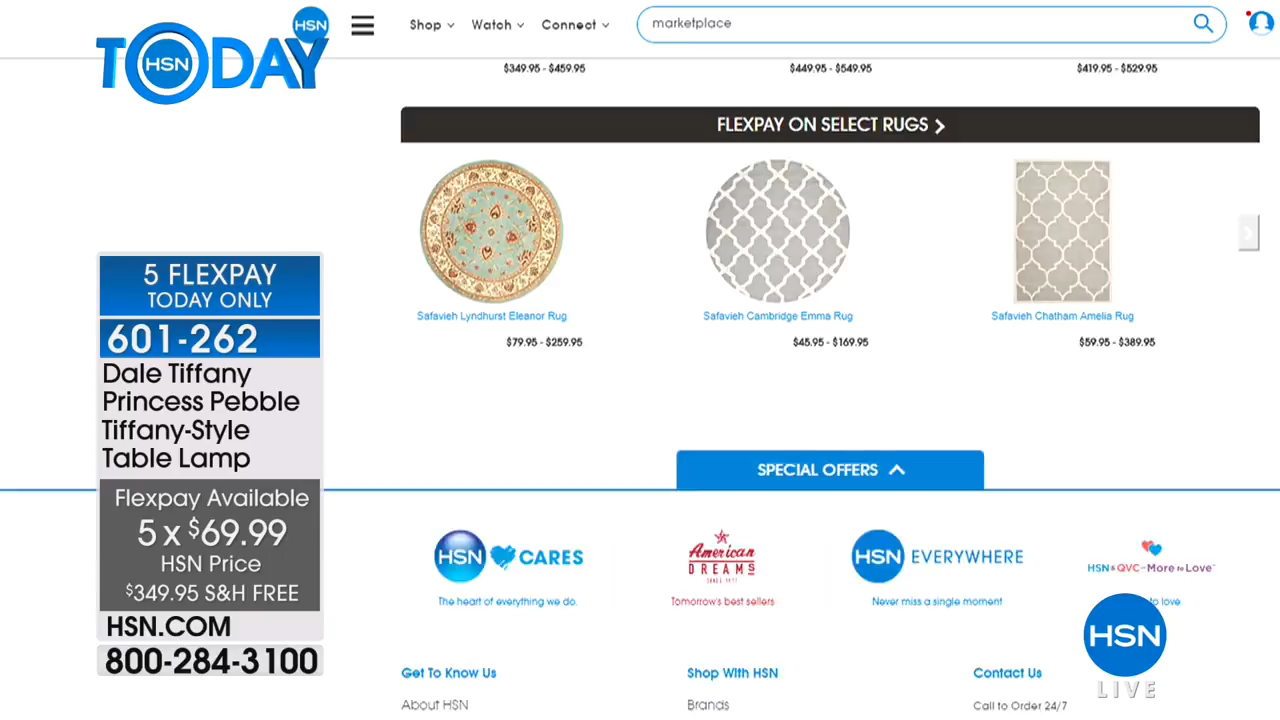 HSN
TODAY
HSN
Shop
Watch
Connect
marketplace
$349.95 - $459.95
$449.95 - $549.95
$419.95 - $529.95
FLEXPAY ON SELECT RUGS
Safavieh Lyndhurst Eleanor Rug
Safavieh Cambridge Emma Rug
Safavieh Chatham Amelia Rug
$79.95 - $259.95
$45.95 - $169.95
$59.95 - $389.95
5 FLEXPAY
TODAY ONLY
601-262
Dale Tiffany
Princess Pebble
Tiffany-Style
Table Lamp
Flexpay Available
5 x $69.99
HSN Price
$349.95 S&H FREE
HSN.COM
800-284-3100
SPECIAL OFFERS
HSN CARES
The heart of everything we do.
American
DREAMS
SINCE 1977
Tomorrow's best sellers
HSN EVERYWHERE
Never miss a single moment
HSN & QVC–More to Love
to love
Get To Know Us
Shop With HSN
Contact Us
About HSN
Brands
Call to Order 24/7
HSN
LIVE